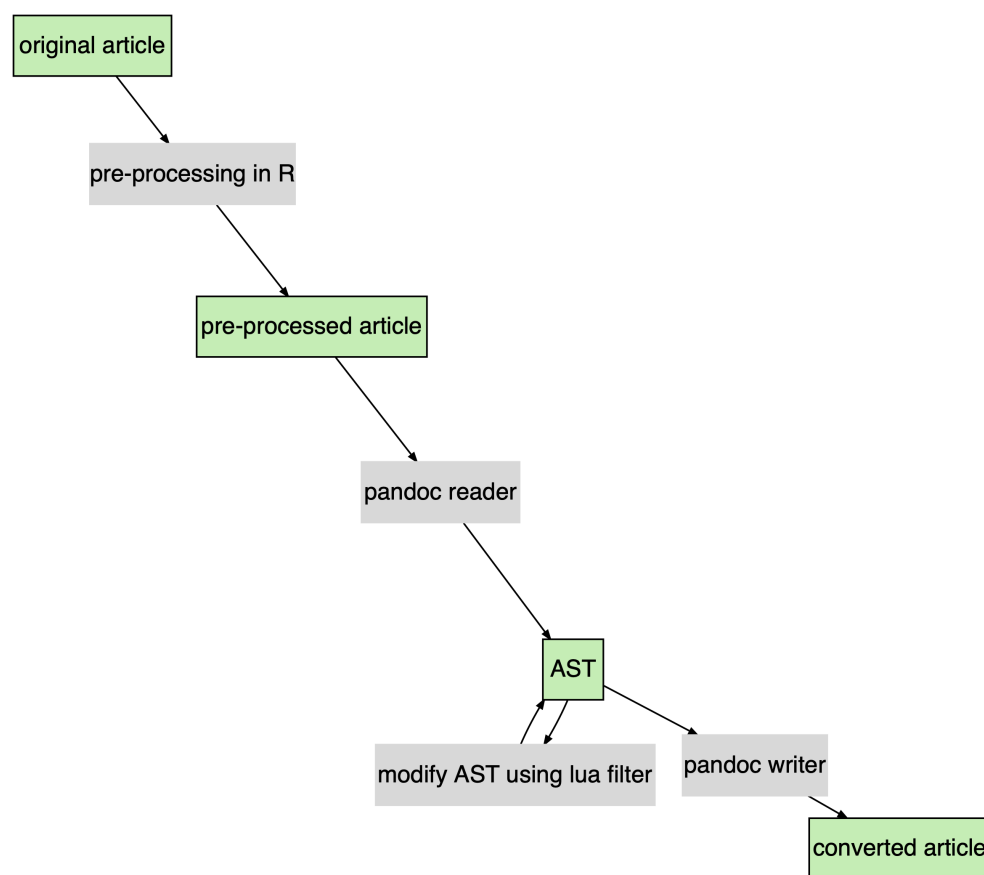 original article
pre-processing in R
pre-processed article
pandoc reader
AST
modify AST using lua filter
pandoc writer
converted article